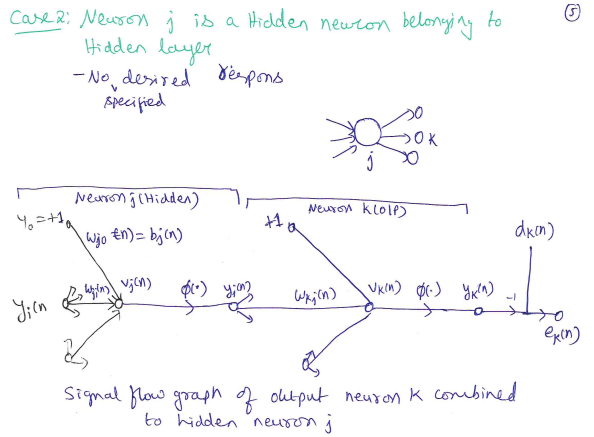 Case 2: Neuron j is a Hidden neuron belonging to
Hidden layer
⑤
- No desired respons
specified
k
j
Neuron j (Hidden)
Neuron k (O/P)
y₀ = +1
wj0 (n) = bj(n)
+1
dk(n)
yi(n
wji(n)
vj(n)
φ(·)
yj(n)
wkj(n)
vk(n)
φ(·)
yk(n)
-1
ek(n)
Signal flow graph of output neuron k combined
to hidden neuron j